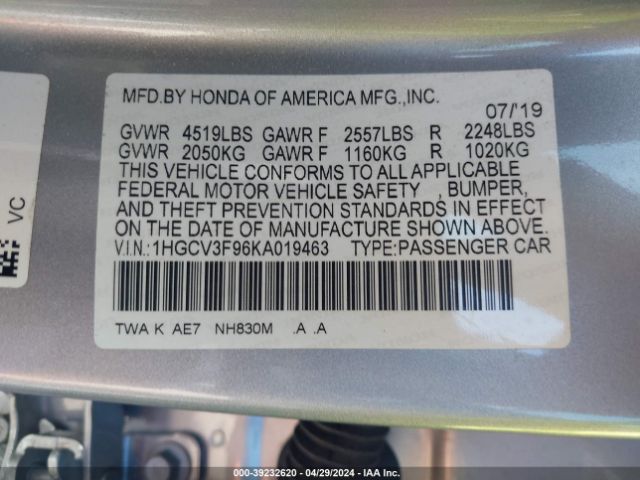 MFD.BY HONDA OF AMERICA MFG.,INC.
07/'19
GVWR 4519LBS GAWR F 2557LBS R 2248LBS
GVWR 2050KG GAWR F 1160KG R 1020KG
THIS VEHICLE CONFORMS TO ALL APPLICABLE
FEDERAL MOTOR VEHICLE SAFETY , BUMPER,
AND THEFT PREVENTION STANDARDS IN EFFECT
ON THE DATE OF MANUFACTURE SHOWN ABOVE.
V.I.N.:1HGCV3F96KA019463 TYPE:PASSENGER CAR
TWA K AE7 NH830M .A .A
VC
000-39232620 - 04/29/2024 - IAA Inc.